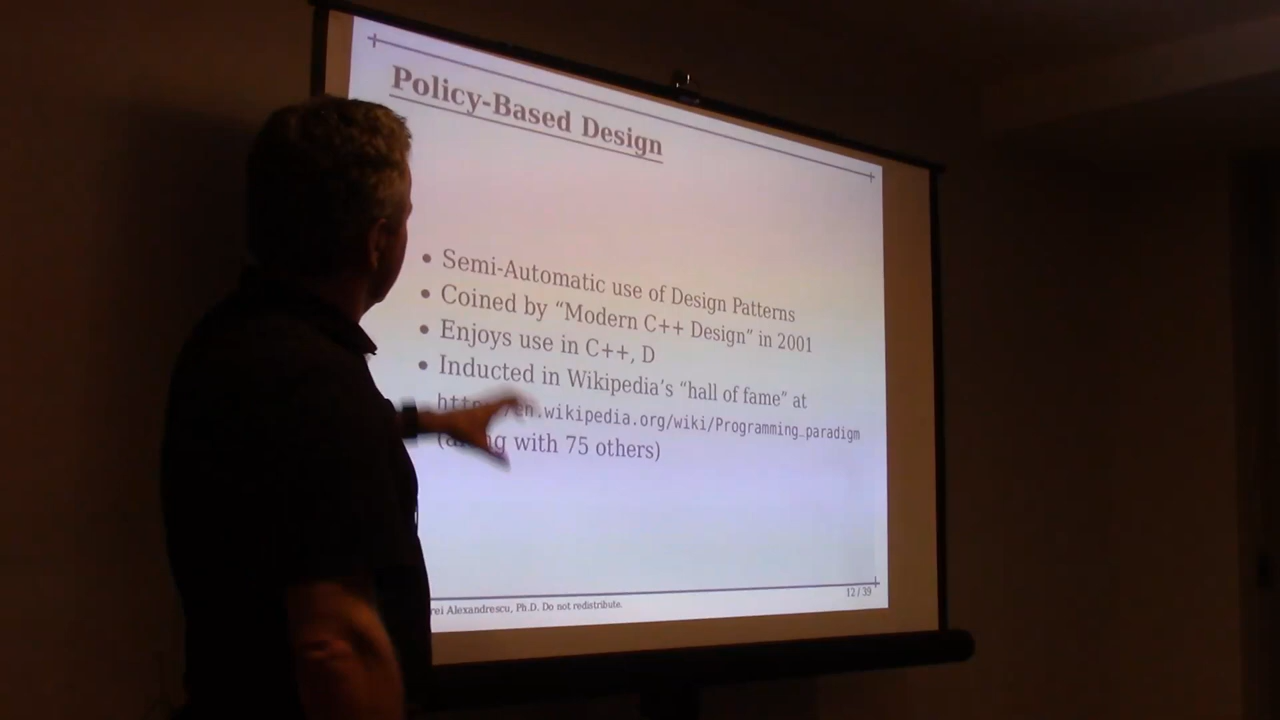 Policy-Based Design
• Semi-Automatic use of Design Patterns
• Coined by “Modern C++ Design” in 2001
• Enjoys use in C++, D
• Inducted in Wikipedia’s “hall of fame” at
en.wikipedia.org/wiki/Programming_paradigm
with 75 others)
rei Alexandrescu, Ph.D. Do not redistribute.
12 / 39